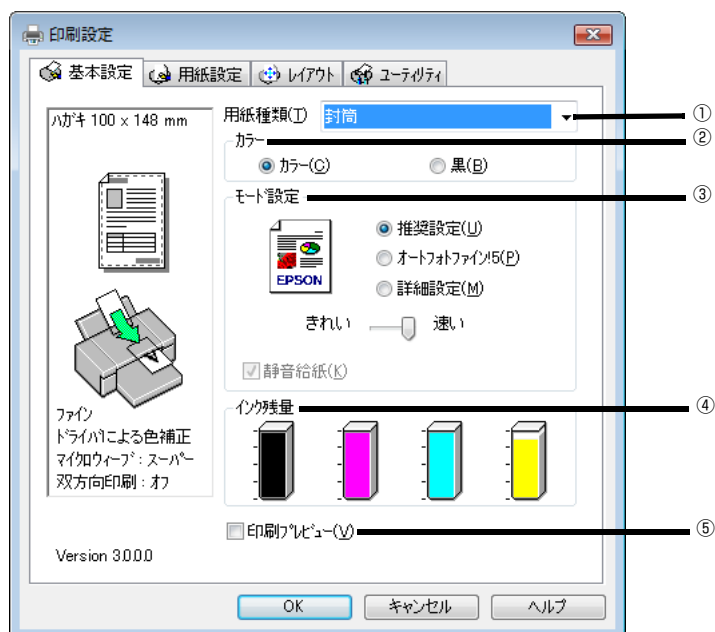 印刷設定
基本設定
用紙設定
レイアウト
ユーティリティ
ハガキ 100 x 148 mm
用紙種類(T)
封筒
①
カラー
②
カラー(C)
黒(B)
モード設定
③
推奨設定(U)
オートフォトファイン!5(P)
詳細設定(M)
EPSON
きれい
速い
静音給紙(K)
ファイン
ドライバによる色補正
マイクロウィーブ : スーパー
双方向印刷 : オフ
インク残量
④
印刷プレビュー(V)
⑤
Version 3.0.0.0
OK
キャンセル
ヘルプ